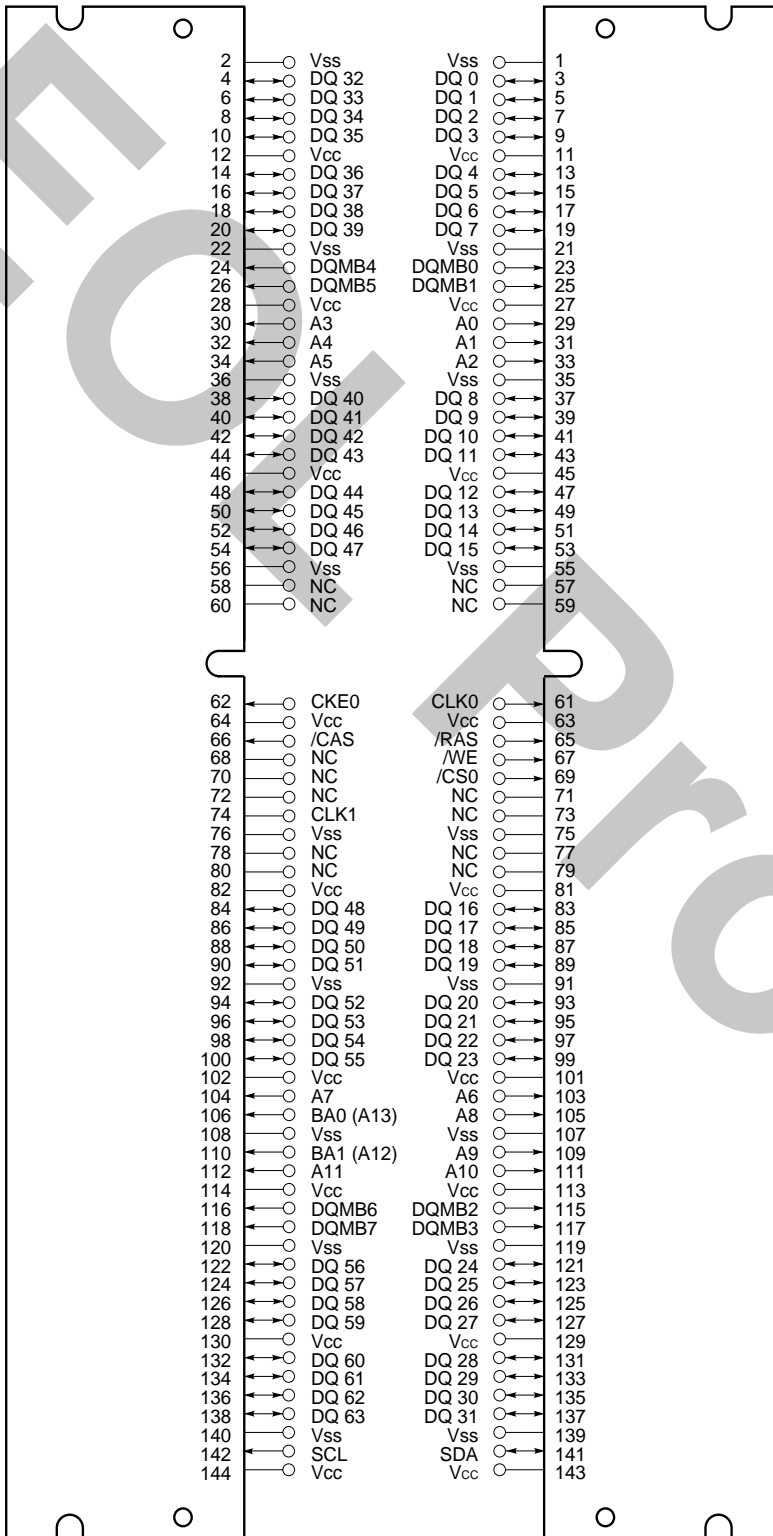 2 Vss Vss 1
4 DQ 32 DQ 0 3
6 DQ 33 DQ 1 5
8 DQ 34 DQ 2 7
10 DQ 35 DQ 3 9
12 Vcc Vcc 11
14 DQ 36 DQ 4 13
16 DQ 37 DQ 5 15
18 DQ 38 DQ 6 17
20 DQ 39 DQ 7 19
22 Vss Vss 21
24 DQMB4 DQMB0 23
26 DQMB5 DQMB1 25
28 Vcc Vcc 27
30 A3 A0 29
32 A4 A1 31
34 A5 A2 33
36 Vss Vss 35
38 DQ 40 DQ 8 37
40 DQ 41 DQ 9 39
42 DQ 42 DQ 10 41
44 DQ 43 DQ 11 43
46 Vcc Vcc 45
48 DQ 44 DQ 12 47
50 DQ 45 DQ 13 49
52 DQ 46 DQ 14 51
54 DQ 47 DQ 15 53
56 Vss Vss 55
58 NC NC 57
60 NC NC 59
62 CKE0 CLK0 61
64 Vcc Vcc 63
66 /CAS /RAS 65
68 NC /WE 67
70 NC /CS0 69
72 NC NC 71
74 CLK1 NC 73
76 Vss Vss 75
78 NC NC 77
80 NC NC 79
82 Vcc Vcc 81
84 DQ 48 DQ 16 83
86 DQ 49 DQ 17 85
88 DQ 50 DQ 18 87
90 DQ 51 DQ 19 89
92 Vss Vss 91
94 DQ 52 DQ 20 93
96 DQ 53 DQ 21 95
98 DQ 54 DQ 22 97
100 DQ 55 DQ 23 99
102 Vcc Vcc 101
104 A7 A6 103
106 BA0 (A13) A8 105
108 Vss Vss 107
110 BA1 (A12) A9 109
112 A11 A10 111
114 Vcc Vcc 113
116 DQMB6 DQMB2 115
118 DQMB7 DQMB3 117
120 Vss Vss 119
122 DQ 56 DQ 24 121
124 DQ 57 DQ 25 123
126 DQ 58 DQ 26 125
128 DQ 59 DQ 27 127
130 Vcc Vcc 129
132 DQ 60 DQ 28 131
134 DQ 61 DQ 29 133
136 DQ 62 DQ 30 135
138 DQ 63 DQ 31 137
140 Vss Vss 139
142 SCL SDA 141
144 Vcc Vcc 143
EOL Pro